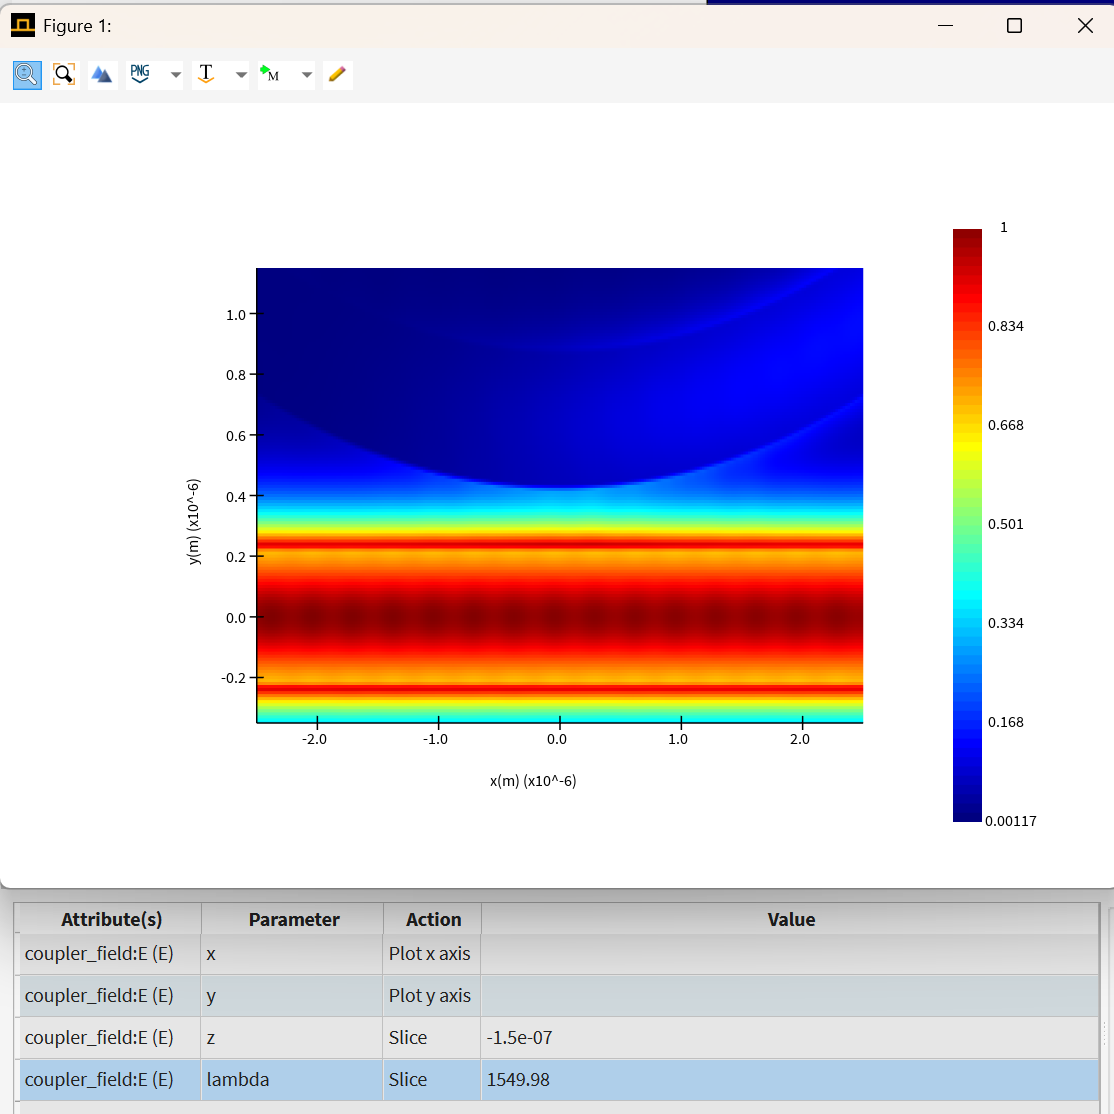 Figure 1:
PNG T M
1
0.834
0.668
0.501
0.334
0.168
0.00117
y(m) (x10^-6)
1.0
0.8
0.6
0.4
0.2
0.0
-0.2
-2.0 -1.0 0.0 1.0 2.0
x(m) (x10^-6)
Attribute(s) Parameter Action Value
coupler_field:E (E) x Plot x axis
coupler_field:E (E) y Plot y axis
coupler_field:E (E) z Slice -1.5e-07
coupler_field:E (E) lambda Slice 1549.98